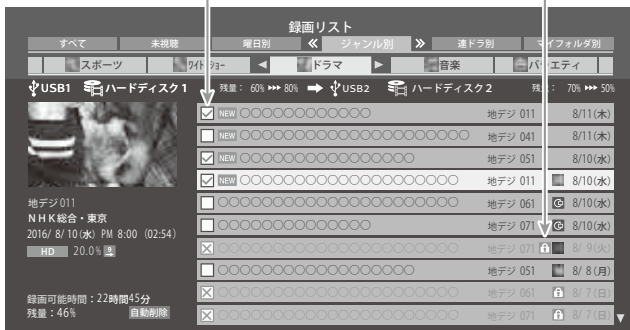 録画リスト
すべて 未視聴 曜日別 ≪ ジャンル別 ≫ 連ドラ別 マイフォルダ別
スポーツ ワイドショー ◀ ドラマ ▶ 音楽 バラエティ
USB1 ハードディスク1 残量: 60% ▸▸▸ 80% ➡ USB2 ハードディスク2 残量: 70% ▸▸▸ 50%
NEW ○○○○○○○○○○○○ 地デジ 011 8/11(木)
NEW ○○○○○○○○○○○○○○○○○○○○○ 地デジ 041 8/11(木)
NEW ○○○○○○○○○○○○○○○○ 地デジ 051 8/10(水)
NEW ○○○○○○○○○○○○○○○○○○○○ 地デジ 011 8/10(水)
○○○○○○○○○○○○○○○○○○○○○○ 地デジ 061 8/10(水)
○○○○○○○○○○○○○○ 地デジ 071 8/10(水)
○○○○○○○○○○○○○○○○○○○○○○ 地デジ 071 8/ 9(火)
○○○○○○○○○○○○○○○○○○ 地デジ 051 8/ 8(月)
○○○○○○○○○○○○○○○○○○○○○○ 地デジ 061 8/ 7(日)
○○○○○○○○○○○○○○○○○○○○○○ 地デジ 071 8/ 7(日)
▼
地デジ011
NHK総合・東京
2016/ 8/10(水) PM 8:00 (02:54)
HD 20.0% 9
録画可能時間:22時間45分
残量:46% 自動削除